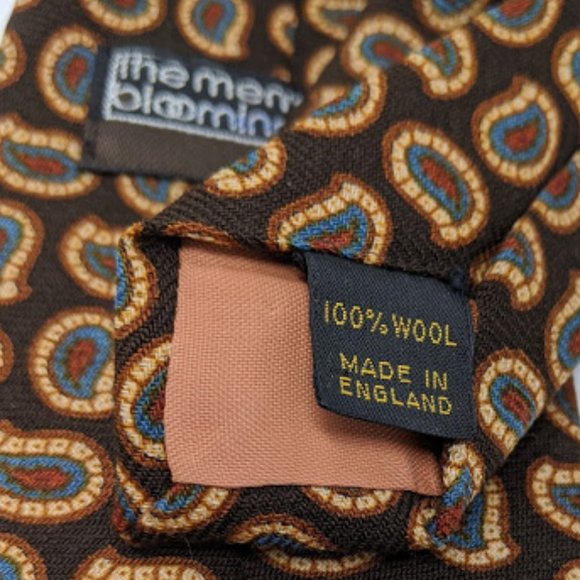 the men
bloomin
100% WOOL
MADE IN
ENGLAND